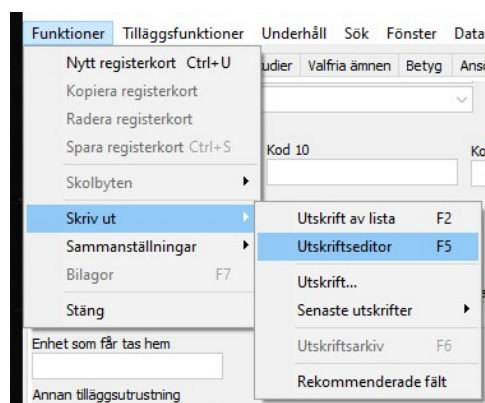 Funktioner Tilläggsfunktioner Underhåll Sök Fönster Data
Nytt registerkort Ctrl+U
udier Valfria ämnen Betyg
Kopiera registerkort
Radera registerkort
Spara registerkort Ctrl+S
Kod 10
Skolbyten
Skriv ut
Utskrift av lista F2
Sammanställningar
Utskriftseditor F5
Bilagor F7
Utskrift...
Stäng
Senaste utskrifter
Enhet som får tas hem
Utskriftsarkiv F6
Rekommenderade fält
Annan tilläggsutrustning